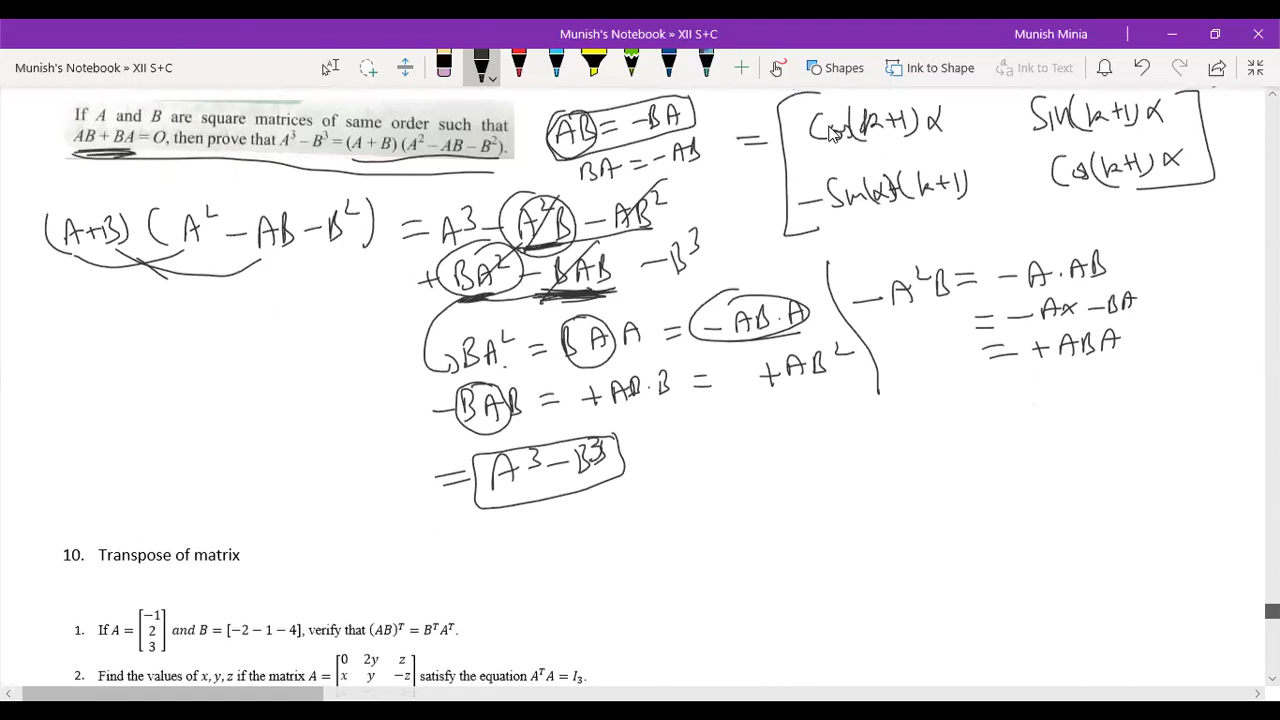 Munish's Notebook » XII S+C
Munish Minia
Munish's Notebook » XII S+C
Shapes
Ink to Shape
Ink to Text
If A and B are square matrices of same order such that
AB + BA = O, then prove that A³ – B³ = (A + B) (A² – AB – B²).
AB = -BA
BA = -AB
= [Cos(k+1)α Sin(k+1)α
-Sin(α)(k+1) Cos(k+1)α]
(A+B) (A² - AB - B²) = A³ - A²B - AB²
+ BA² - BAB - B³
BA² = BAA = -AB·A
-BAB = +AB·B = +AB²
= A³ - B³
-A²B = -A·AB
= -A× -BA
= +ABA
10. Transpose of matrix
1. If A = [−1 2 3] and B = [−2 − 1 − 4], verify that (AB)ᵀ = BᵀAᵀ.
2. Find the values of x, y, z if the matrix A = [0 2y z x y −z] satisfy the equation AᵀA = I₃.